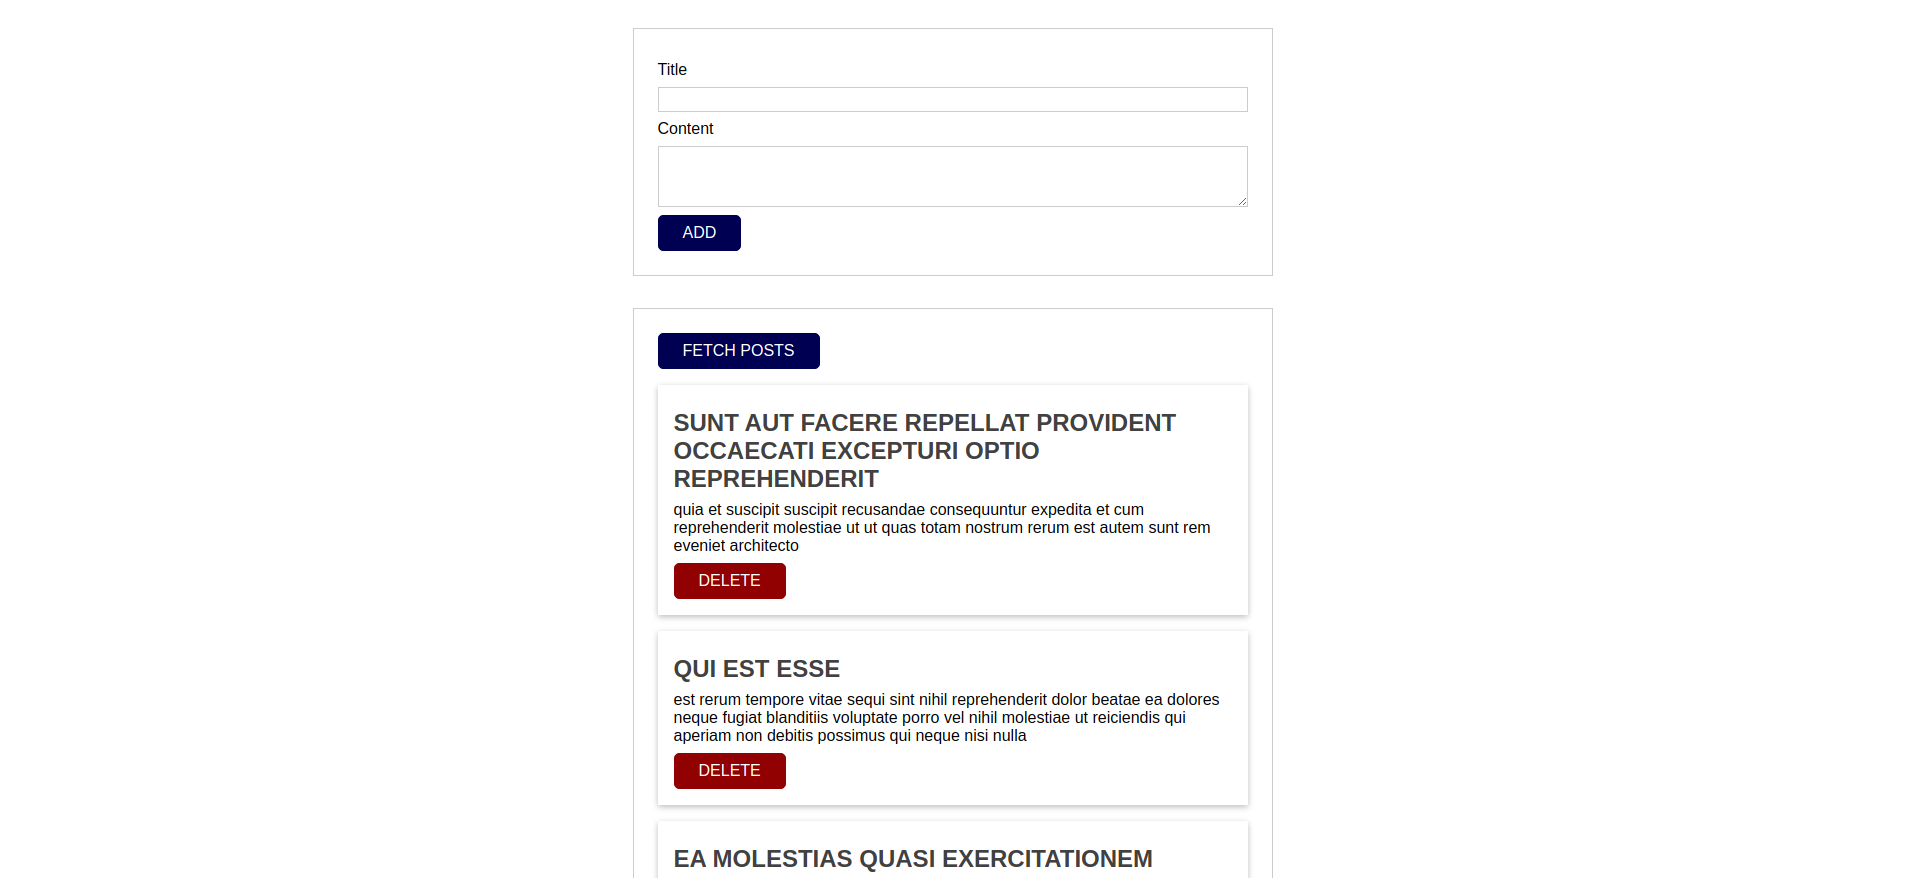 Title
Content
ADD
FETCH POSTS
SUNT AUT FACERE REPELLAT PROVIDENT
OCCAECATI EXCEPTURI OPTIO
REPREHENDERIT
quia et suscipit suscipit recusandae consequuntur expedita et cum
reprehenderit molestiae ut ut quas totam nostrum rerum est autem sunt rem
eveniet architecto
DELETE
QUI EST ESSE
est rerum tempore vitae sequi sint nihil reprehenderit dolor beatae ea dolores
neque fugiat blanditiis voluptate porro vel nihil molestiae ut reiciendis qui
aperiam non debitis possimus qui neque nisi nulla
DELETE
EA MOLESTIAS QUASI EXERCITATIONEM